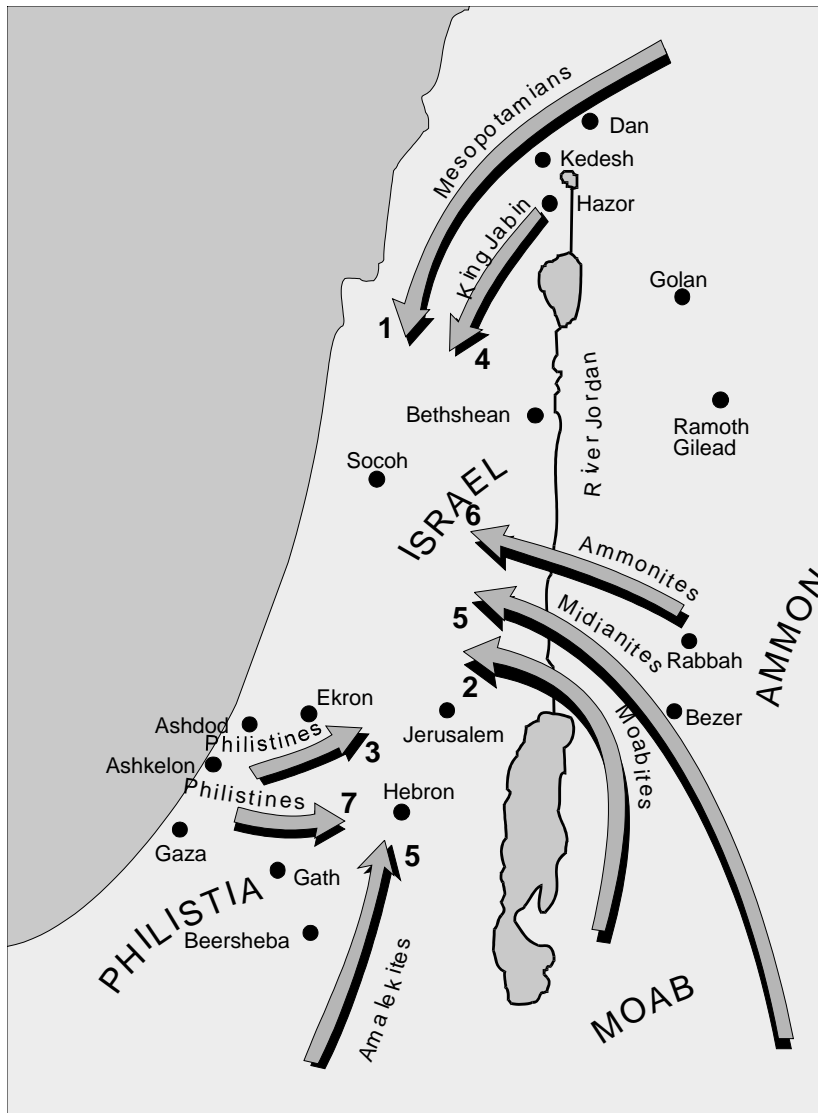 Mesopotamians
Dan
Kedesh
Hazor
King Jabin
Golan
1
4
River Jordan
Bethshean
Ramoth
Gilead
Socoh
ISRAEL
6
Ammonites
AMMON
5
Midianites
Rabbah
2
Moabites
Bezer
Ekron
Ashdod
Philistines
Jerusalem
3
Ashkelon
Philistines
7
Hebron
Gaza
5
Gath
PHILISTIA
Beersheba
Amalekites
MOAB